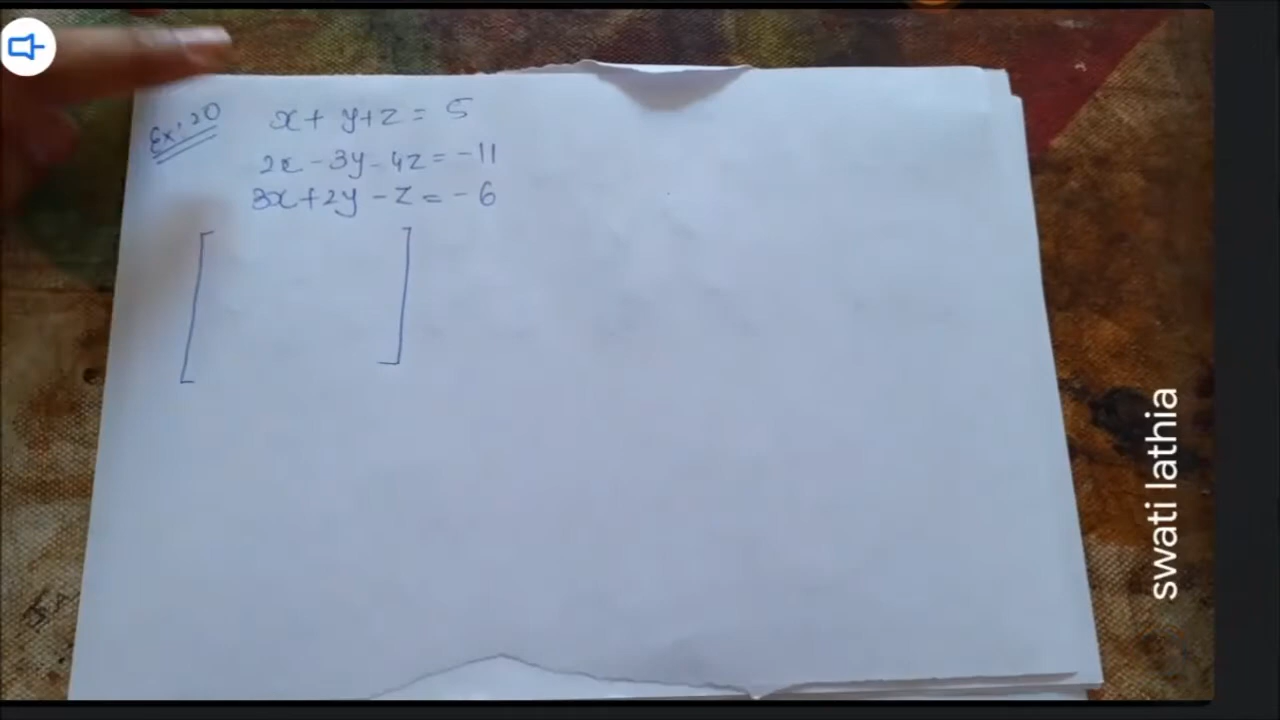 Ex: 20
x + y + z = 5
2x - 3y - 4z = -11
3x + 2y - z = -6
swati lathia